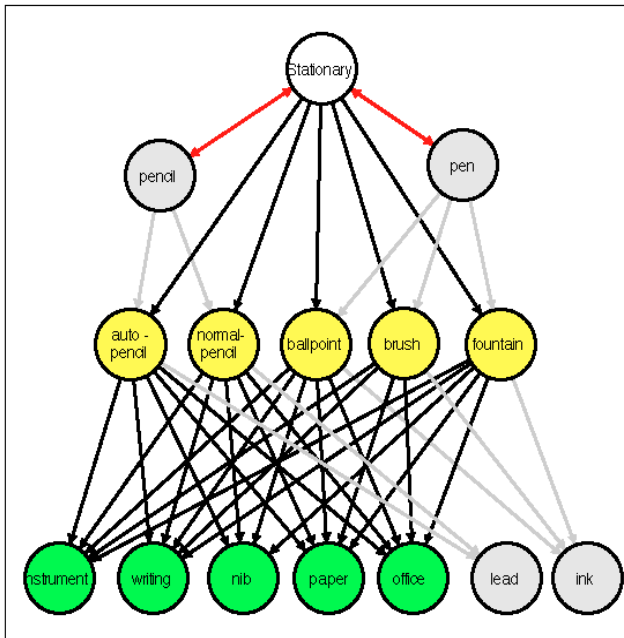 Stationary
pencil
pen
auto -
pencil
normal-
pencil
ballpoint
brush
fountain
nstrument
writing
nib
paper
office
lead
ink